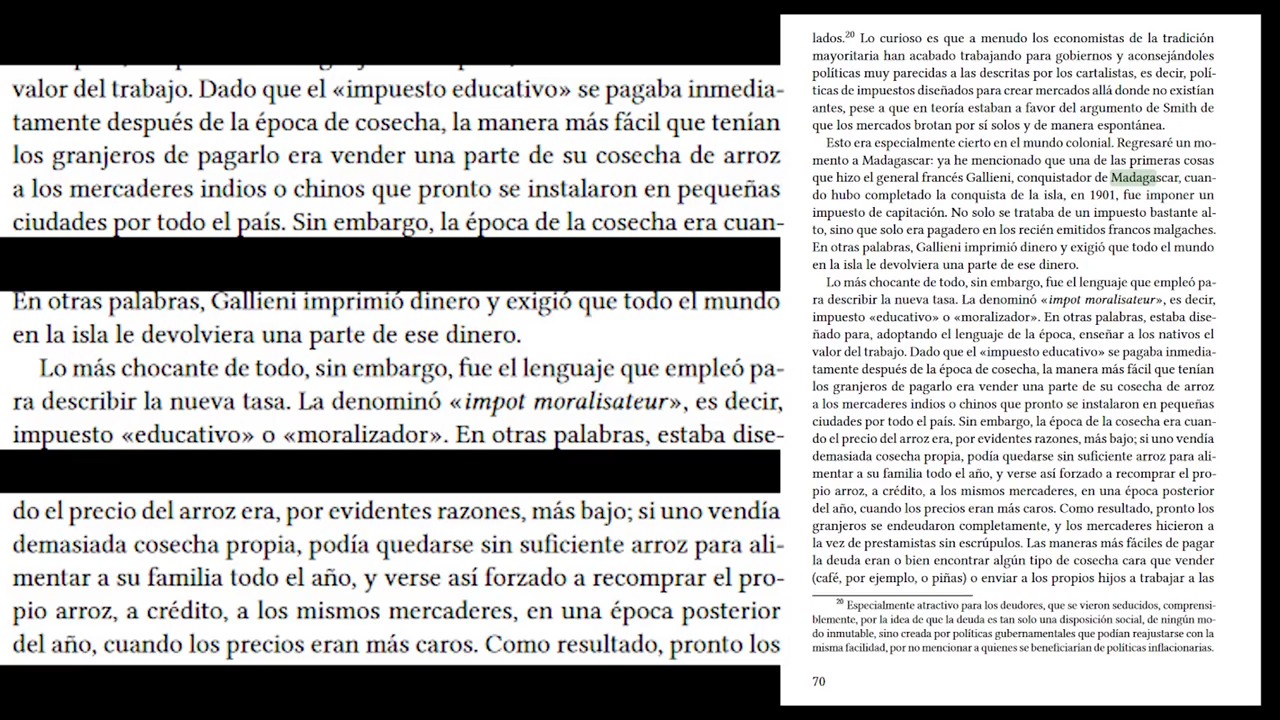 valor del trabajo. Dado que el «impuesto educativo» se pagaba inmedia-
tamente después de la época de cosecha, la manera más fácil que tenían
los granjeros de pagarlo era vender una parte de su cosecha de arroz
a los mercaderes indios o chinos que pronto se instalaron en pequeñas
ciudades por todo el país. Sin embargo, la época de la cosecha era cuan-
En otras palabras, Gallieni imprimió dinero y exigió que todo el mundo
en la isla le devolviera una parte de ese dinero.
Lo más chocante de todo, sin embargo, fue el lenguaje que empleó pa-
ra describir la nueva tasa. La denominó «impot moralisateur», es decir,
impuesto «educativo» o «moralizador». En otras palabras, estaba dise-
do el precio del arroz era, por evidentes razones, más bajo; si uno vendía
demasiada cosecha propia, podía quedarse sin suficiente arroz para ali-
mentar a su familia todo el año, y verse así forzado a recomprar el pro-
pio arroz, a crédito, a los mismos mercaderes, en una época posterior
del año, cuando los precios eran más caros. Como resultado, pronto los
lados.20 Lo curioso es que a menudo los economistas de la tradición
mayoritaria han acabado trabajando para gobiernos y aconsejándoles
políticas muy parecidas a las descritas por los cartalistas, es decir, polí-
ticas de impuestos diseñados para crear mercados allá donde no existían
antes, pese a que en teoría estaban a favor del argumento de Smith de
que los mercados brotan por sí solos y de manera espontánea.
Esto era especialmente cierto en el mundo colonial. Regresaré un mo-
mento a Madagascar: ya he mencionado que una de las primeras cosas
que hizo el general francés Gallieni, conquistador de Madagascar, cuan-
do hubo completado la conquista de la isla, en 1901, fue imponer un
impuesto de capitación. No solo se trataba de un impuesto bastante al-
to, sino que solo era pagadero en los recién emitidos francos malgaches.
En otras palabras, Gallieni imprimió dinero y exigió que todo el mundo
en la isla le devolviera una parte de ese dinero.
Lo más chocante de todo, sin embargo, fue el lenguaje que empleó pa-
ra describir la nueva tasa. La denominó «impot moralisateur», es decir,
impuesto «educativo» o «moralizador». En otras palabras, estaba dise-
ñado para, adoptando el lenguaje de la época, enseñar a los nativos el
valor del trabajo. Dado que el «impuesto educativo» se pagaba inmedia-
tamente después de la época de cosecha, la manera más fácil que tenían
los granjeros de pagarlo era vender una parte de su cosecha de arroz
a los mercaderes indios o chinos que pronto se instalaron en pequeñas
ciudades por todo el país. Sin embargo, la época de la cosecha era cuan-
do el precio del arroz era, por evidentes razones, más bajo; si uno vendía
demasiada cosecha propia, podía quedarse sin suficiente arroz para ali-
mentar a su familia todo el año, y verse así forzado a recomprar el pro-
pio arroz, a crédito, a los mismos mercaderes, en una época posterior
del año, cuando los precios eran más caros. Como resultado, pronto los
granjeros se endeudaron completamente, y los mercaderes hicieron a
la vez de prestamistas sin escrúpulos. Las maneras más fáciles de pagar
la deuda eran o bien encontrar algún tipo de cosecha cara que vender
(café, por ejemplo, o piñas) o enviar a los propios hijos a trabajar a las
20 Especialmente atractivo para los deudores, que se vieron seducidos, comprensi-
blemente, por la idea de que la deuda es tan solo una disposición social, de ningún mo-
do inmutable, sino creada por políticas gubernamentales que podían reajustarse con la
misma facilidad, por no mencionar a quienes se beneficiarían de políticas inflacionarias.
70